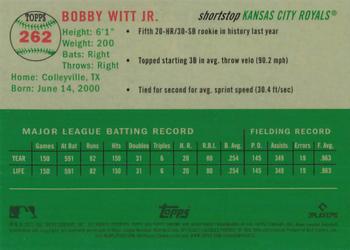 TOPPS
262
BOBBY WITT JR.
shortstop KANSAS CITY ROYALS®
Height: 6'1"
Weight: 200
Bats: Right
Throws: Right
Home: Colleyville, TX
Born: June 14, 2000
• Fifth 20-HR/30-SB rookie in history last year
• Topped starting 3B in avg. throw velo (90.2 mph)
• Tied for second for avg. sprint speed (30.4 ft/sec)
MAJOR LEAGUE BATTING RECORD FIELDING RECORD
Games At Bat Runs Hits Doubles Triples H.R. R.B.I. B. Avg. P.O. Assists Errors F. Avg.
YEAR 150 591 82 150 31 6 20 80 .254 145 349 19 .963
LIFE 150 591 82 150 31 6 20 80 .254 145 349 19 .963
Topps
PLAYERS